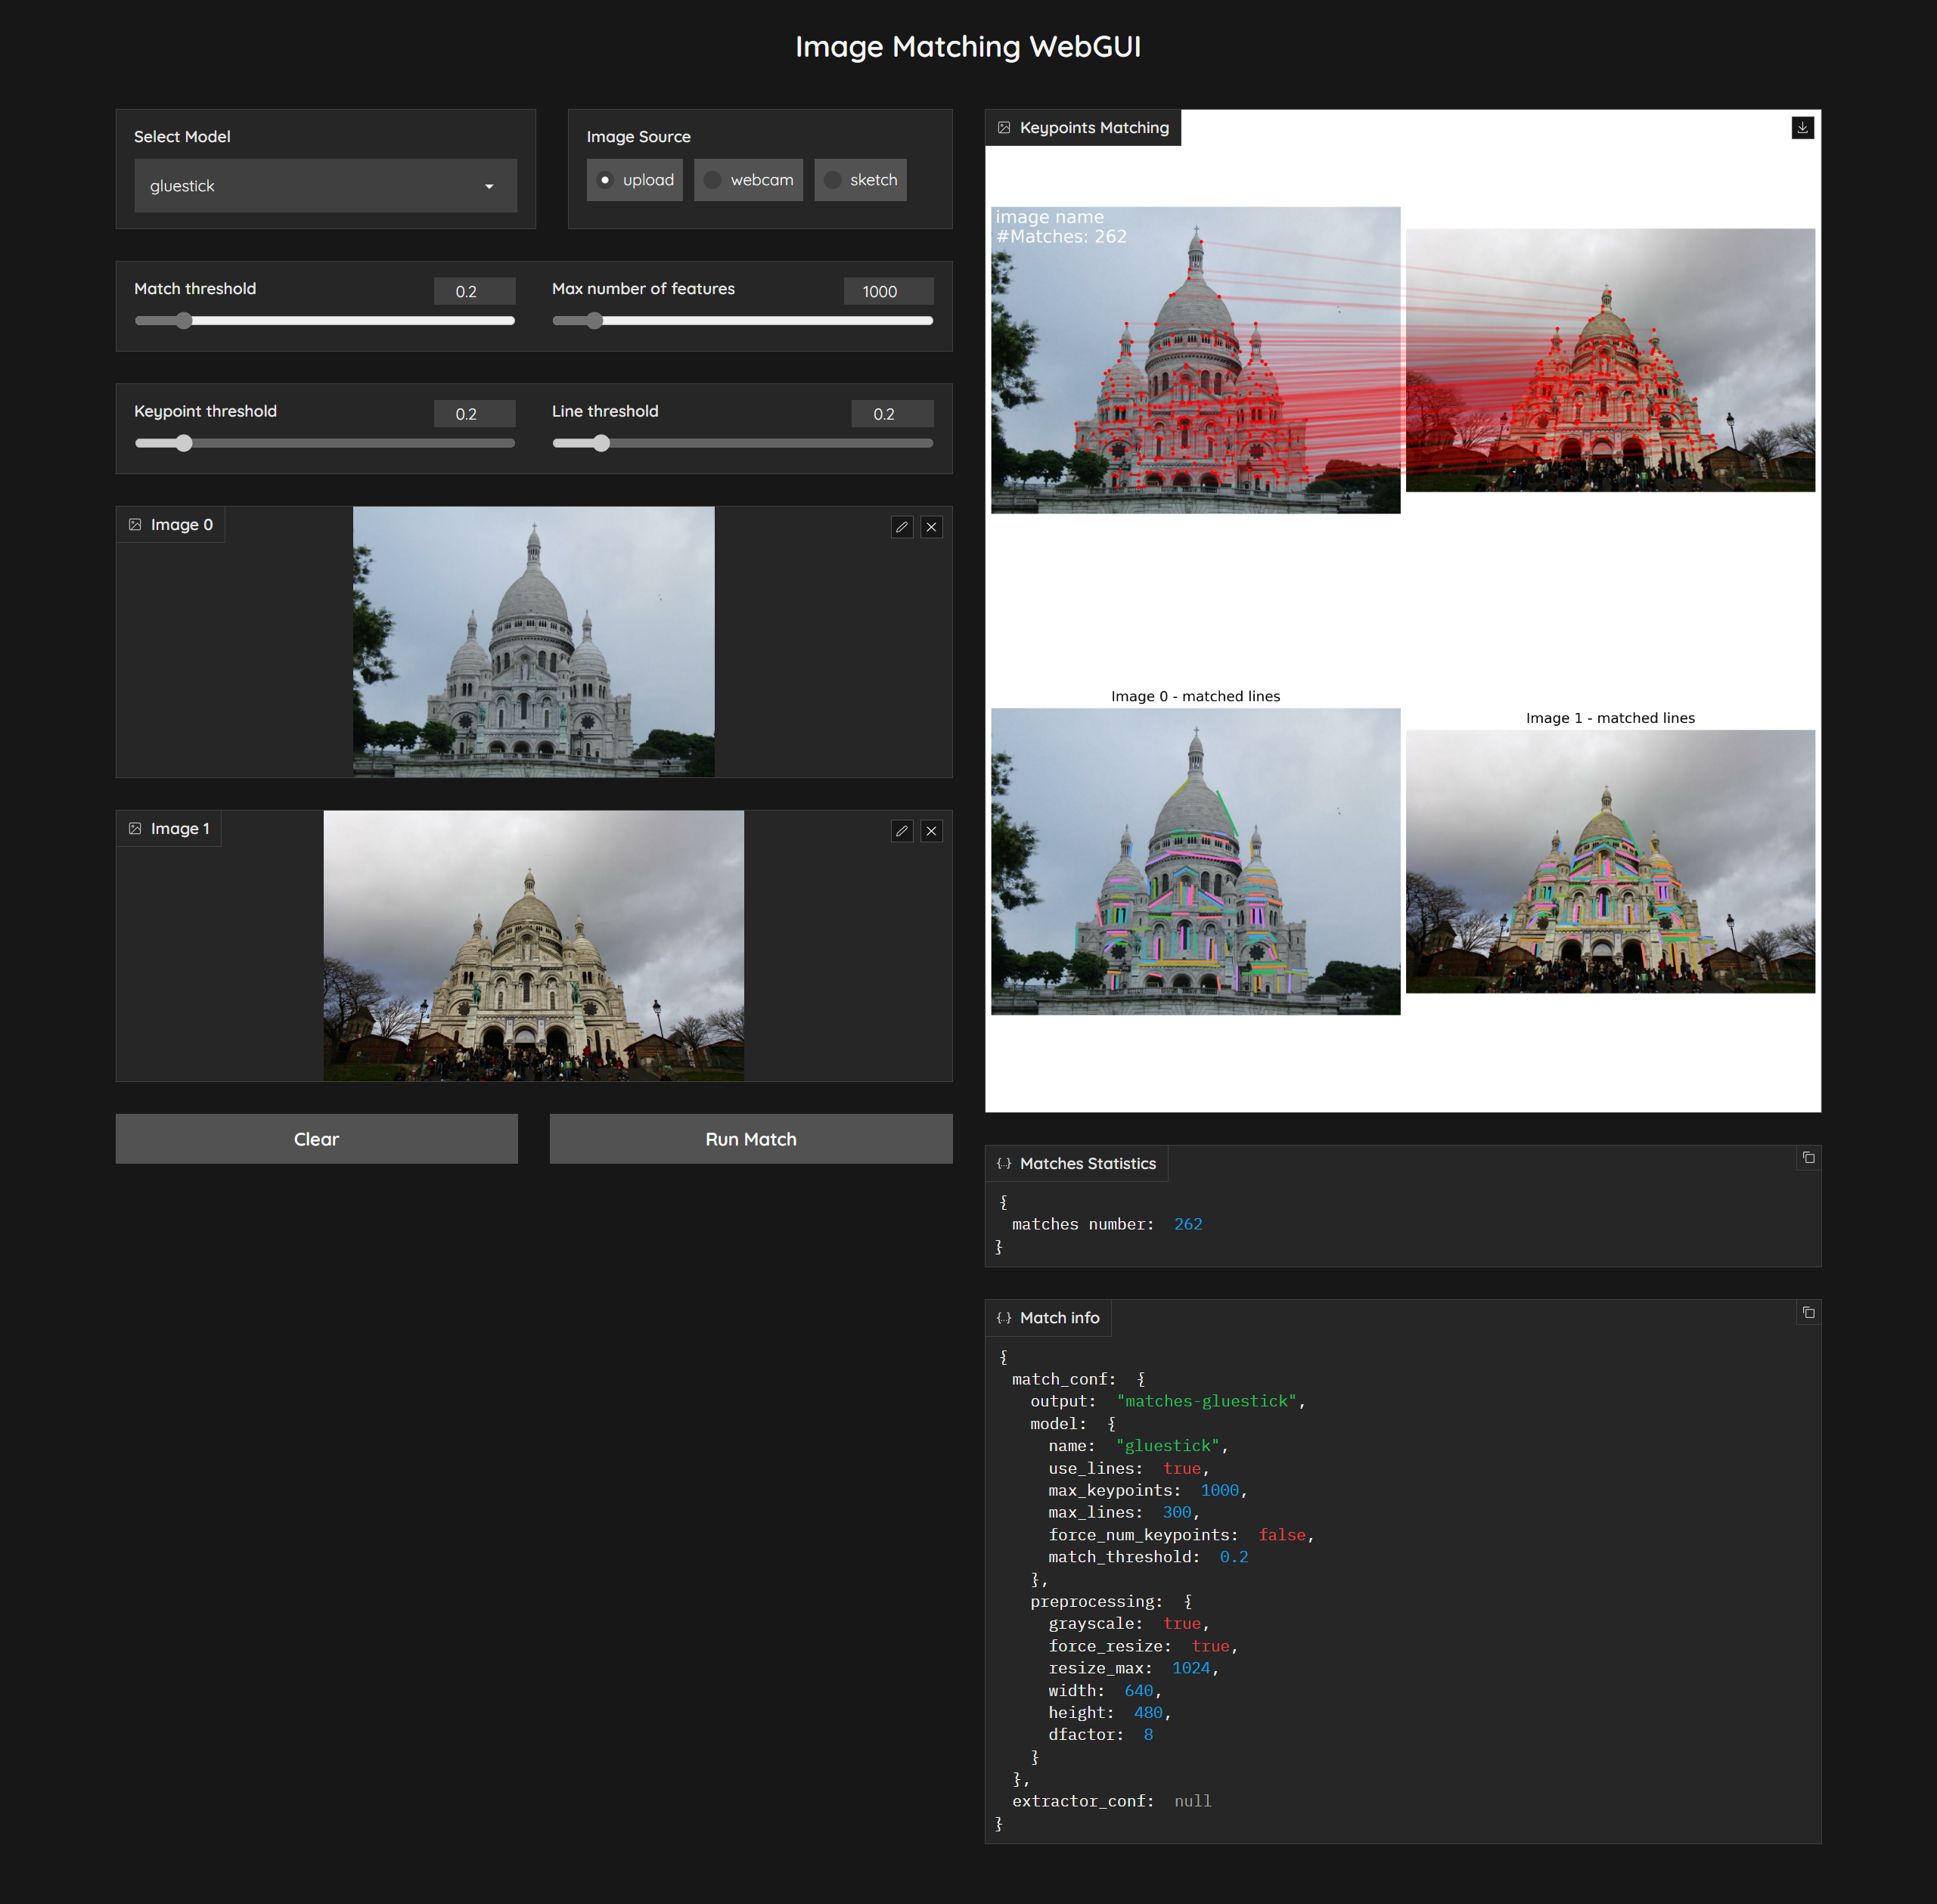 Image Matching WebGUI
Select Model
gluestick
Image Source
upload webcam sketch
Match threshold 0.2
Max number of features 1000
Keypoint threshold 0.2
Line threshold 0.2
Image 0
Image 1
Clear
Run Match
Keypoints Matching
image name
#Matches: 262
Image 0 - matched lines
Image 1 - matched lines
{..} Matches Statistics
{
matches number: 262
}
{..} Match info
{
match_conf: {
output: "matches-gluestick",
model: {
name: "gluestick",
use_lines: true,
max_keypoints: 1000,
max_lines: 300,
force_num_keypoints: false,
match_threshold: 0.2
},
preprocessing: {
grayscale: true,
force_resize: true,
resize_max: 1024,
width: 640,
height: 480,
dfactor: 8
}
},
extractor_conf: null
}